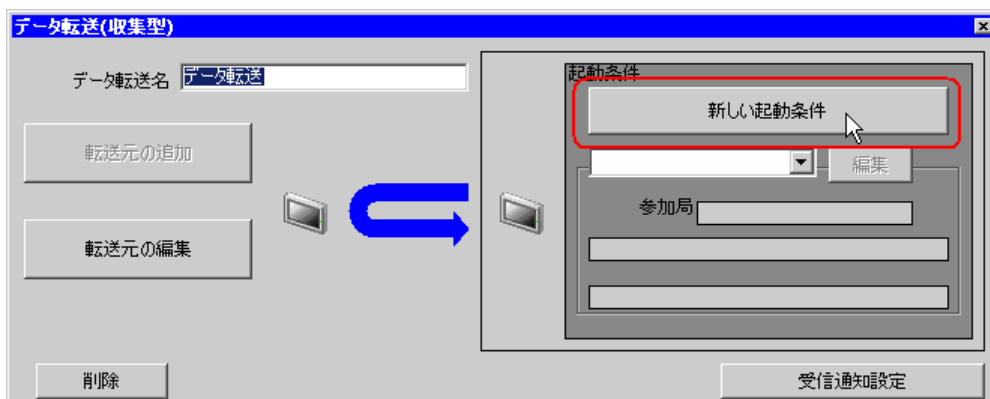 データ転送(収集型)
データ転送名 データ転送
転送元の追加
転送元の編集
削除
起動条件
新しい起動条件
編集
参加局
受信通知設定